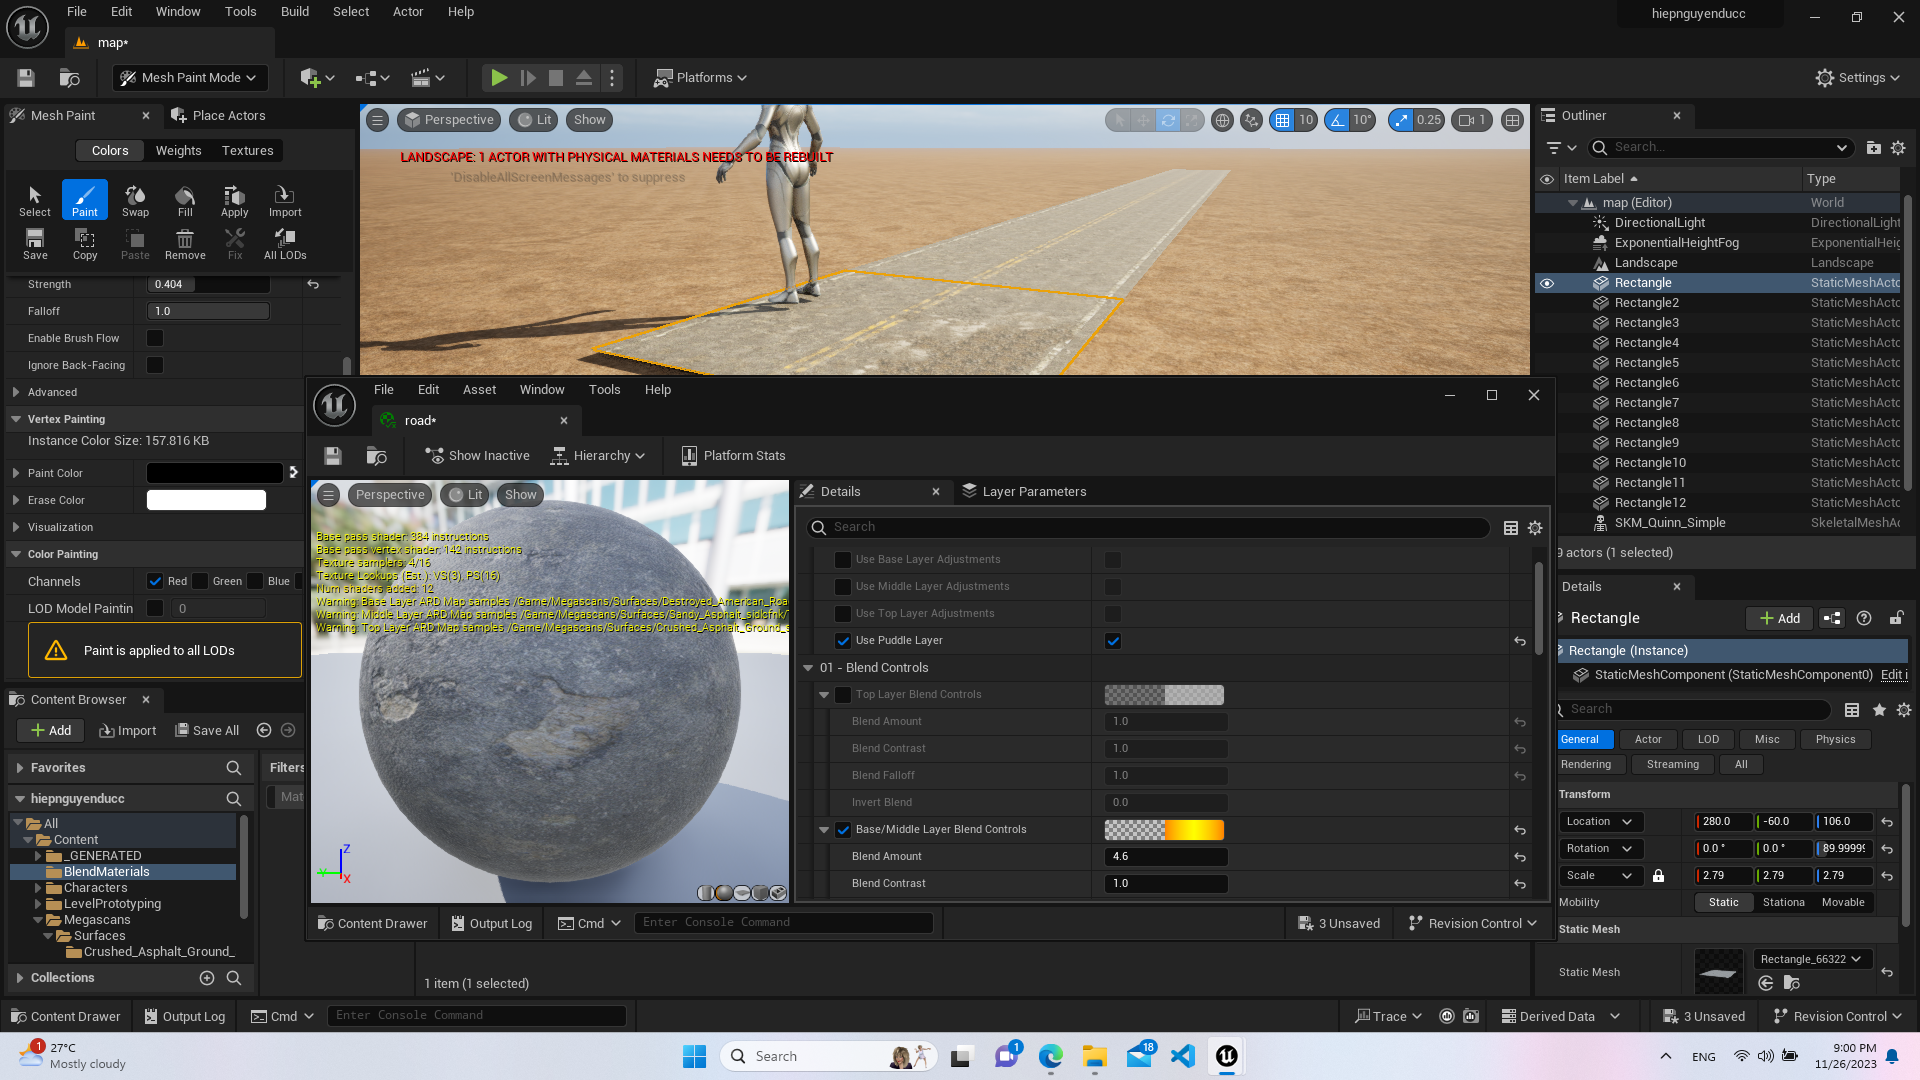 File Edit Window Tools Build Select Actor Help
hiepnguyenducc
map*
Mesh Paint Mode
Platforms
Settings
Mesh Paint
Place Actors
Colors Weights Textures
Select Paint Swap Fill Apply Import
Save Copy Paste Remove Fix All LODs
Strength 0.404
Falloff 1.0
Enable Brush Flow
Ignore Back-Facing
Advanced
Vertex Painting
Instance Color Size: 157.816 KB
Paint Color
Erase Color
Visualization
Color Painting
Channels Red Green Blue
LOD Model Paintin 0
Paint is applied to all LODs
Perspective Lit Show
10 10° 0.25 1
LANDSCAPE: 1 ACTOR WITH PHYSICAL MATERIALS NEEDS TO BE REBUILT
'DisableAllScreenMessages' to suppress
Outliner
Search...
Item Label Type
map (Editor) World
DirectionalLight DirectionalLight
ExponentialHeightFog ExponentialHeig
Landscape Landscape
Rectangle StaticMeshActo
Rectangle2 StaticMeshActo
Rectangle3 StaticMeshActo
Rectangle4 StaticMeshActo
Rectangle5 StaticMeshActo
Rectangle6 StaticMeshActo
Rectangle7 StaticMeshActo
Rectangle8 StaticMeshActo
Rectangle9 StaticMeshActo
Rectangle10 StaticMeshActo
Rectangle11 StaticMeshActo
Rectangle12 StaticMeshActo
SKM_Quinn_Simple SkeletalMeshAc
9 actors (1 selected)
File Edit Asset Window Tools Help
road*
Show Inactive Hierarchy Platform Stats
Perspective Lit Show
Base pass shader: 384 instructions
Base pass vertex shader: 142 instructions
Texture samplers: 4/16
Texture Lookups (Est.): VS(3), PS(16)
Num shaders added: 12
Warning: Base Layer ARD Map samples /Game/Megascans/Surfaces/Destroyed_American_Roa
Warning: Middle Layer ARD Map samples /Game/Megascans/Surfaces/Sandy_Asphalt_sidcfnk/
Warning: Top Layer ARD Map samples /Game/Megascans/Surfaces/Crushed_Asphalt_Ground_s
Z
Y
X
Details Layer Parameters
Search
Use Base Layer Adjustments
Use Middle Layer Adjustments
Use Top Layer Adjustments
Use Puddle Layer
01 - Blend Controls
Top Layer Blend Controls
Blend Amount 1.0
Blend Contrast 1.0
Blend Falloff 1.0
Invert Blend 0.0
Base/Middle Layer Blend Controls
Blend Amount 4.6
Blend Contrast 1.0
Content Drawer Output Log Cmd Enter Console Command 3 Unsaved Revision Control
Details
Rectangle Add
Rectangle (Instance)
StaticMeshComponent (StaticMeshComponent0) Edit i
Search
General Actor LOD Misc Physics
Rendering Streaming All
Transform
Location 280.0 -60.0 106.0
Rotation 0.0 ° 0.0 ° 89.99999
Scale 2.79 2.79 2.79
Mobility Static Stationa Movable
Static Mesh
Static Mesh Rectangle_66322
Content Browser
Add Import Save All
Favorites
Filters
hiepnguyenducc
Mat
All
Content
_GENERATED
BlendMaterials
Characters
LevelPrototyping
Megascans
Surfaces
Crushed_Asphalt_Ground_
Collections
1 item (1 selected)
Content Drawer Output Log Cmd Enter Console Command
Trace Derived Data 3 Unsaved Revision Control
1
27°C
Mostly cloudy
Search
1
18
ENG
9:00 PM
11/26/2023